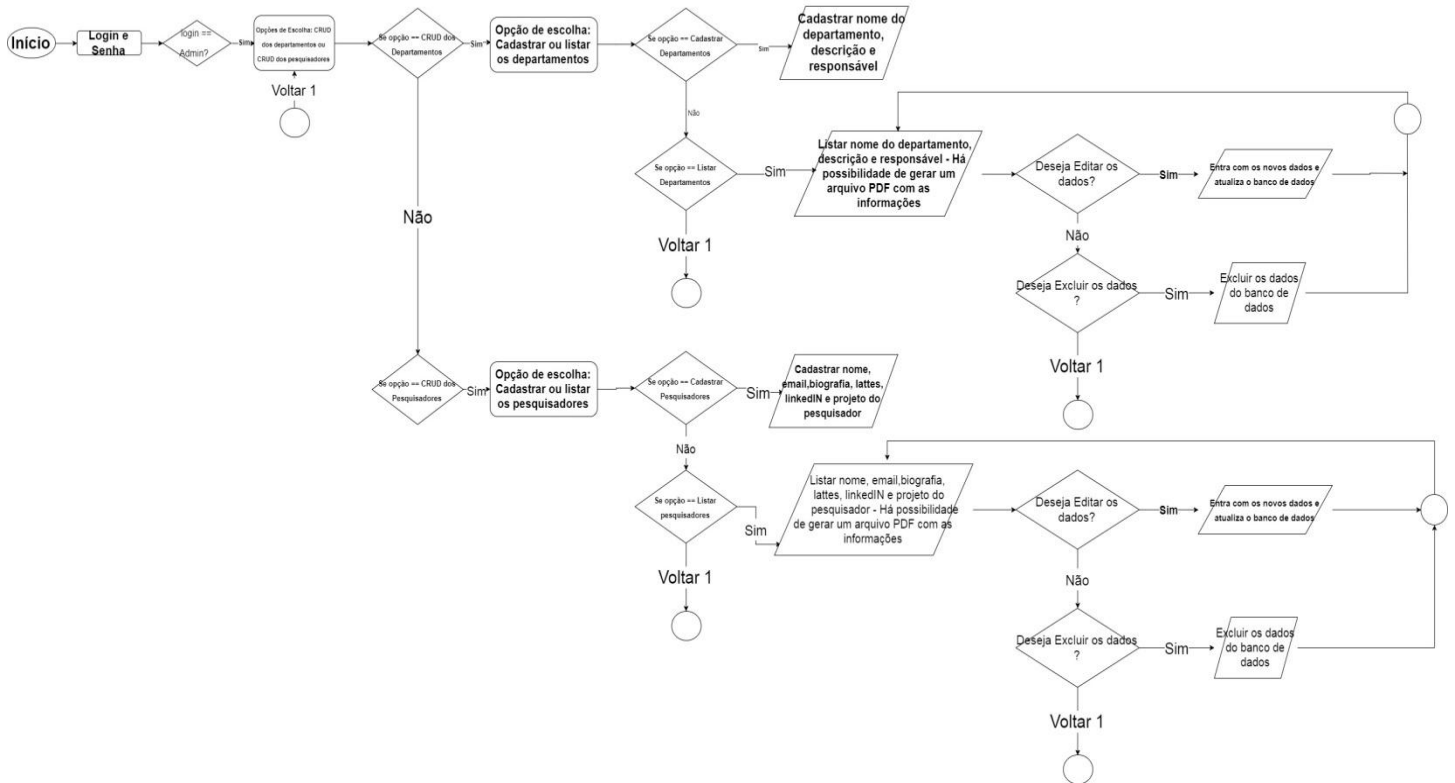 Início
Login e
Senha
login ==
Admin?
Sim
Opções de Escolha: CRUD
dos departamentos ou
CRUD dos pesquisadores
Voltar 1
Se opção == CRUD dos
Departamentos
Sim
Opção de escolha:
Cadastrar ou listar
os departamentos
Se opção == Cadastrar
Departamentos
Sim
Cadastrar nome do
departamento,
descrição e
responsável
Não
Se opção == Listar
Departamentos
Sim
Listar nome do departamento,
descrição e responsável - Há
possibilidade de gerar um
arquivo PDF com as
informações
Deseja Editar os
dados?
Sim
Entra com os novos dados e
atualiza o banco de dados
Não
Voltar 1
Não
Deseja Excluir os dados
?
Sim
Excluir os dados
do banco de
dados
Voltar 1
Se opção == CRUD dos
Pesquisadores
Sim
Opção de escolha:
Cadastrar ou listar
os pesquisadores
Se opção == Cadastrar
Pesquisadores
Sim
Cadastrar nome,
email,biografia, lattes,
linkedIN e projeto do
pesquisador
Não
Se opção == Listar
pesquisadores
Sim
Listar nome, email,biografia,
lattes, linkedIN e projeto do
pesquisador - Há possibilidade
de gerar um arquivo PDF com as
informações
Deseja Editar os
dados?
Sim
Entra com os novos dados e
atualiza o banco de dados
Voltar 1
Não
Deseja Excluir os dados
?
Sim
Excluir os dados
do banco de
dados
Voltar 1